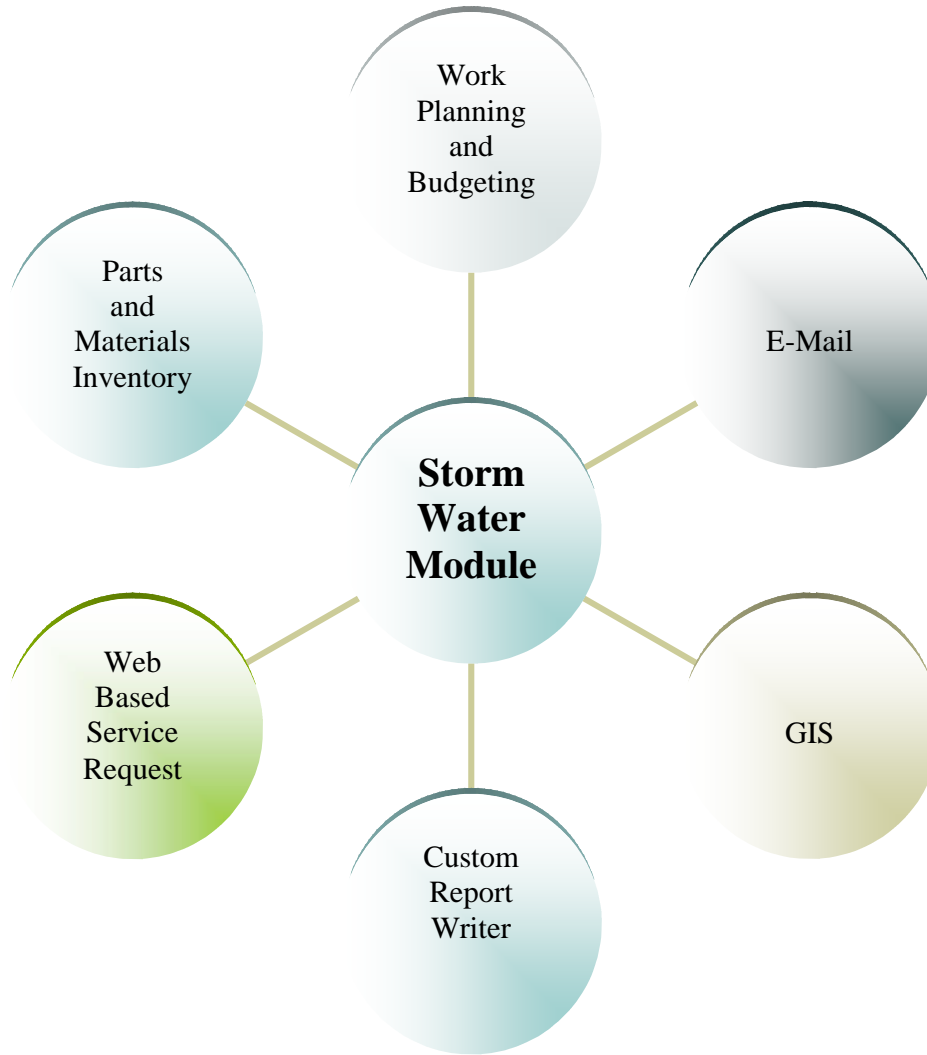 Work
Planning
and
Budgeting
Parts
and
Materials
Inventory
E-Mail
Storm
Water
Module
Web
Based
Service
Request
GIS
Custom
Report
Writer